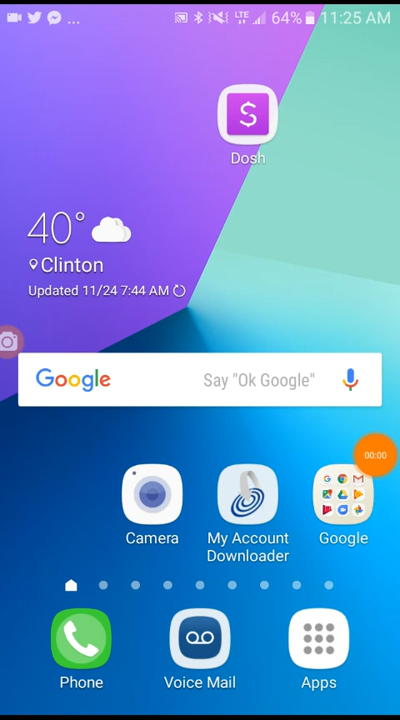 ... LTE 64% 11:25 AM
Dosh
40°
Clinton
Updated 11/24 7:44 AM
Google Say "Ok Google"
00:00
Camera
My Account
Downloader
Google
Phone
Voice Mail
Apps